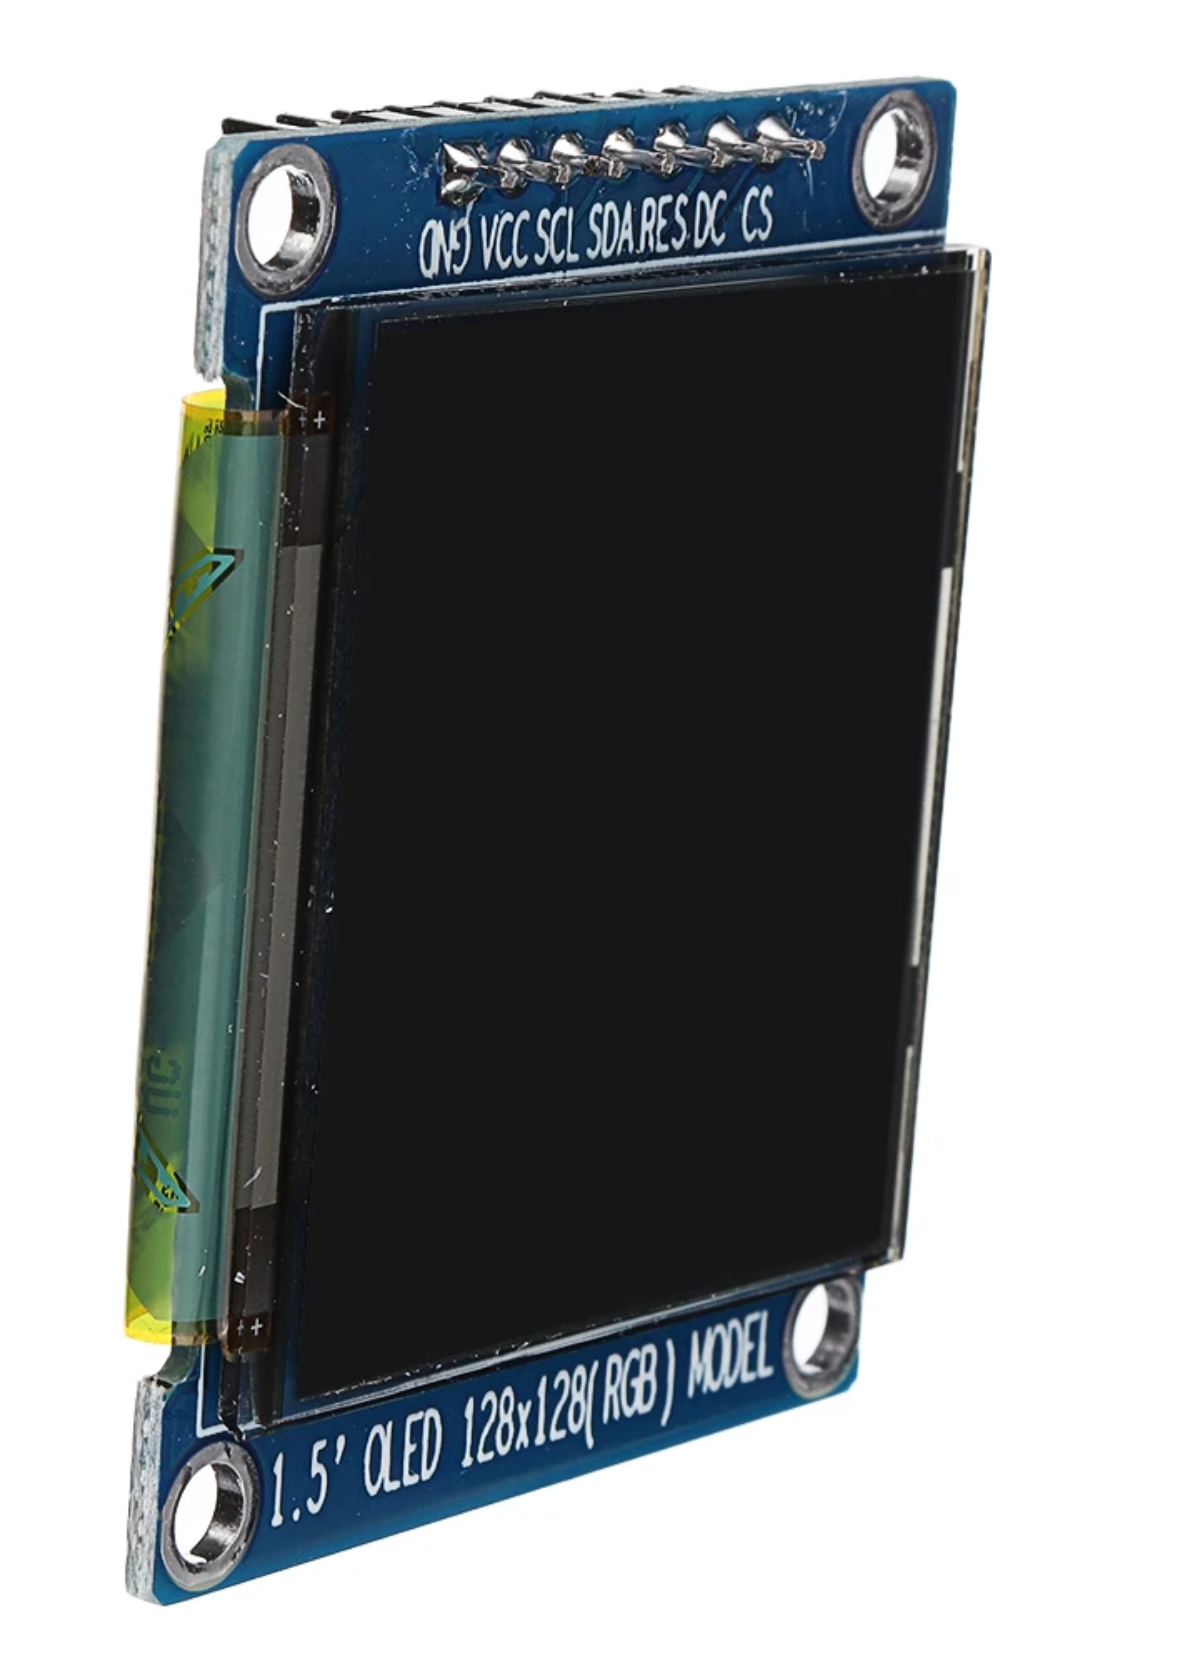 GND VCC SCL SDA RES DC CS
1.5' OLED 128x128(RGB) MODEL